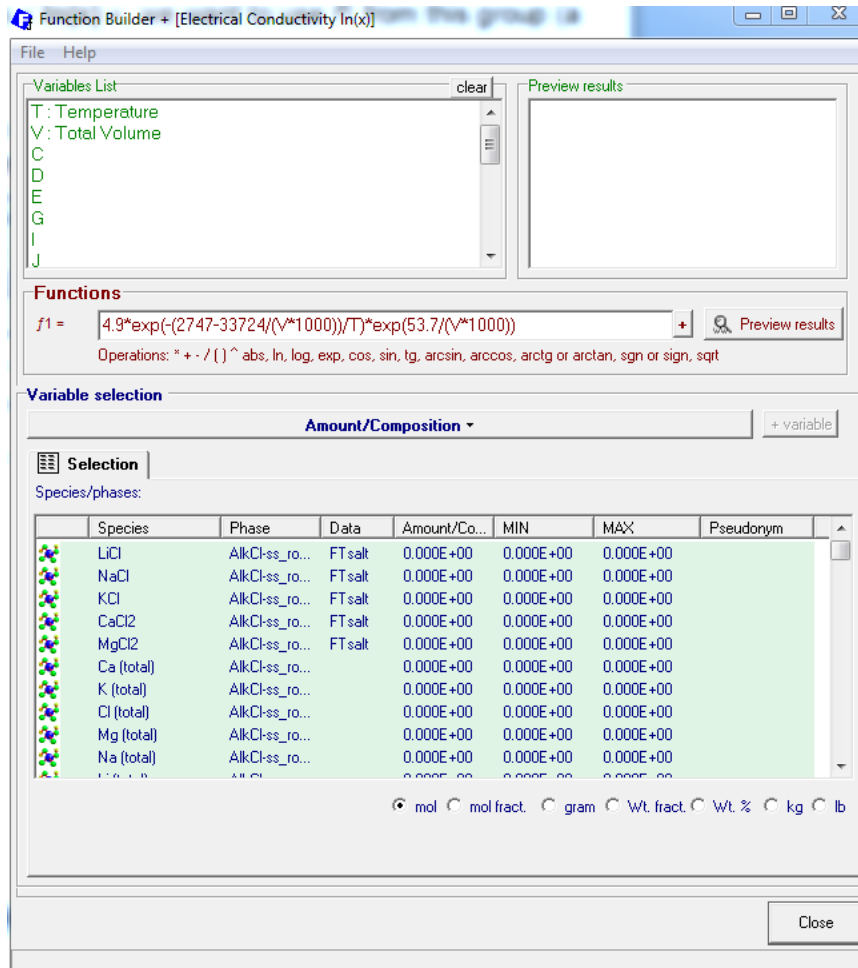 Function Builder + [Electrical Conductivity ln(x)]
from this group (a
File Help
Variables List clear
Preview results
T : Temperature
V : Total Volume
C
D
E
G
I
J
Functions
f1 = 4.9*exp(-(2747-33724/(V*1000))/T)*exp(53.7/(V*1000)) + Preview results
Operations: * + - / ( ) ^ abs, ln, log, exp, cos, sin, tg, arcsin, arccos, arctg or arctan, sgn or sign, sqrt
Variable selection
Amount/Composition + variable
Selection
Species/phases:
Species Phase Data Amount/Co... MIN MAX Pseudonym
LiCl AlkCl-ss_ro... FTsalt 0.000E+00 0.000E+00 0.000E+00
NaCl AlkCl-ss_ro... FTsalt 0.000E+00 0.000E+00 0.000E+00
KCl AlkCl-ss_ro... FTsalt 0.000E+00 0.000E+00 0.000E+00
CaCl2 AlkCl-ss_ro... FTsalt 0.000E+00 0.000E+00 0.000E+00
MgCl2 AlkCl-ss_ro... FTsalt 0.000E+00 0.000E+00 0.000E+00
Ca (total) AlkCl-ss_ro... 0.000E+00 0.000E+00 0.000E+00
K (total) AlkCl-ss_ro... 0.000E+00 0.000E+00 0.000E+00
Cl (total) AlkCl-ss_ro... 0.000E+00 0.000E+00 0.000E+00
Mg (total) AlkCl-ss_ro... 0.000E+00 0.000E+00 0.000E+00
Na (total) AlkCl-ss_ro... 0.000E+00 0.000E+00 0.000E+00
mol mol fract. gram Wt. fract. Wt. % kg lb
Close